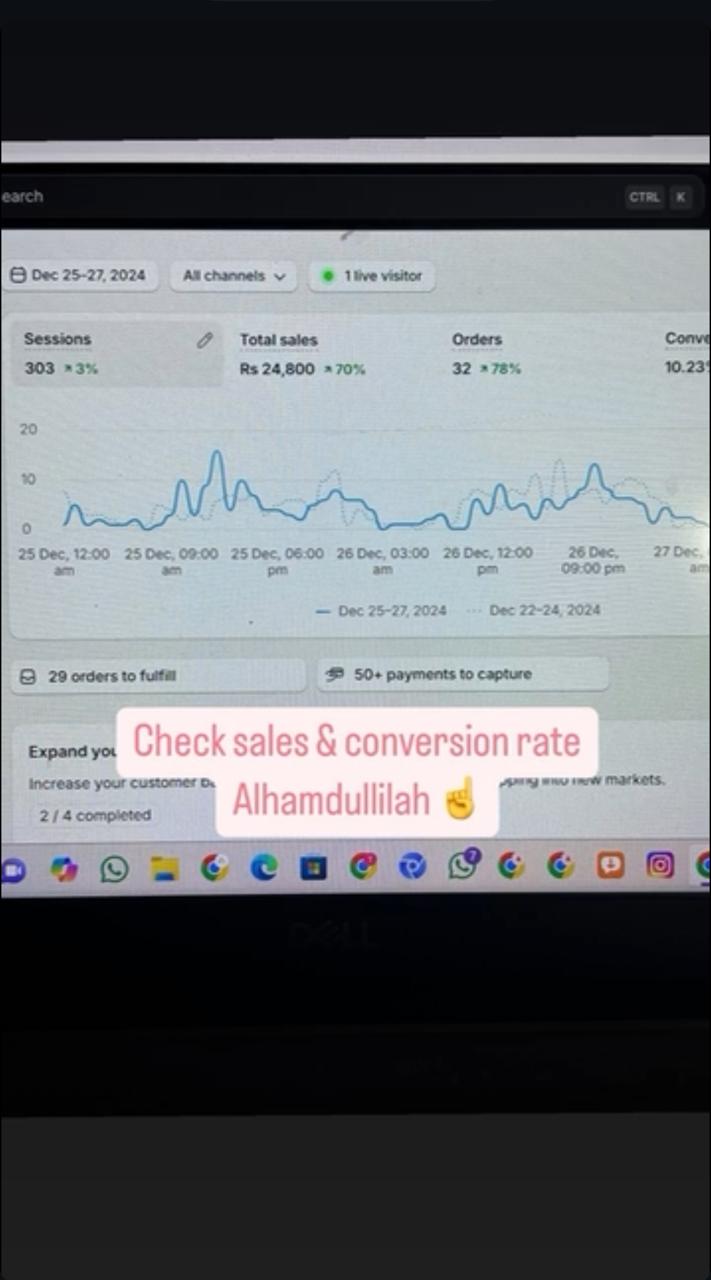 earch
CTRL K
Dec 25-27, 2024
All channels
1 live visitor
Sessions
303 3%
Total sales
Rs 24,800 70%
Orders
32 78%
Conve
10.23%
20
10
0
25 Dec, 12:00 am
25 Dec, 09:00 am
25 Dec, 06:00 pm
26 Dec, 03:00 am
26 Dec, 12:00 pm
26 Dec, 09:00 pm
27 Dec,
am
Dec 25-27, 2024
Dec 22-24, 2024
29 orders to fulfill
50+ payments to capture
Check sales & conversion rate
Alhamdullilah ☝
Expand you
Increase your customer
new markets.
2 / 4 completed
7
DELL